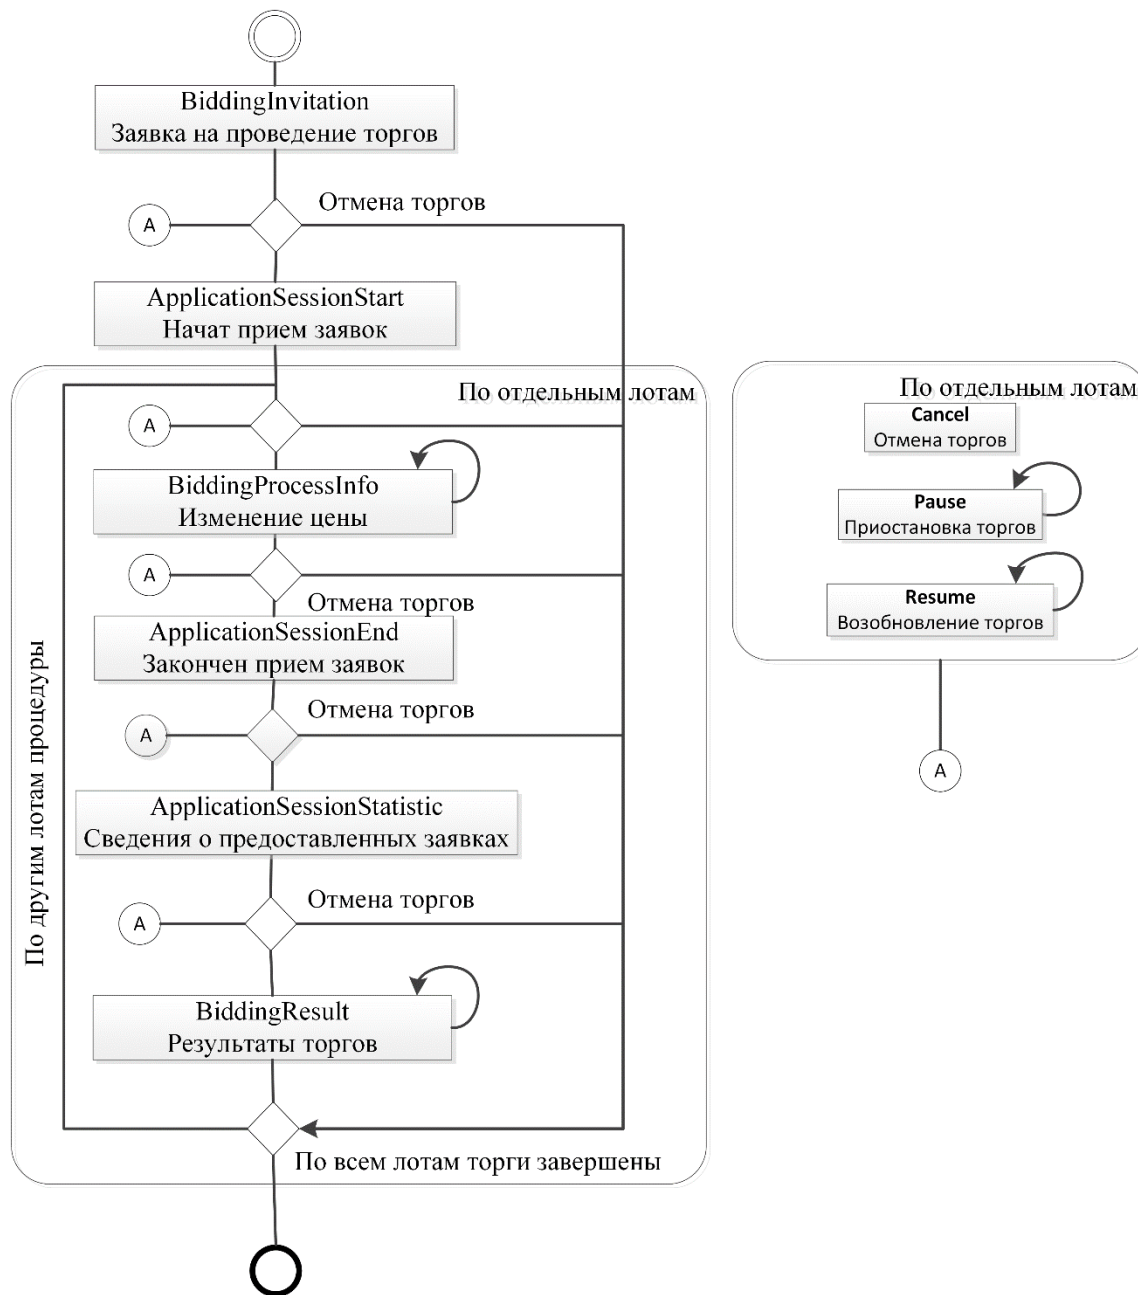 BiddingInvitation
Заявка на проведение торгов
Отмена торгов
A
ApplicationSessionStart
Начат прием заявок
По отдельным лотам
A
BiddingProcessInfo
Изменение цены
A
Отмена торгов
ApplicationSessionEnd
Закончен прием заявок
Отмена торгов
A
ApplicationSessionStatistic
Сведения о предоставленных заявках
Отмена торгов
A
BiddingResult
Результаты торгов
По всем лотам торги завершены
По другим лотам процедуры
По отдельным лотам
Cancel
Отмена торгов
Pause
Приостановка торгов
Resume
Возобновление торгов
A